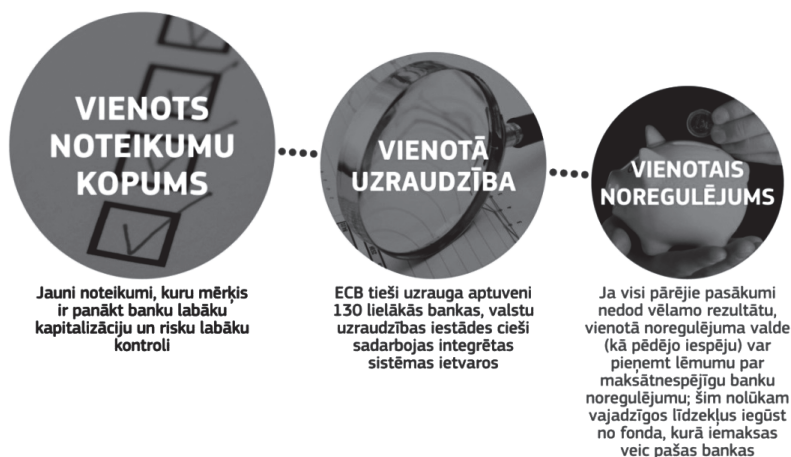 VIENOTS
NOTEIKUMU
KOPUMS
Jauni noteikumi, kuru mērķis
ir panākt banku labāku
kapitalizāciju un risku labāku
kontroli
VIENOTĀ
UZRAUDZĪBA
ECB tieši uzrauga aptuveni
130 lielākās bankas, valstu
uzraudzības iestādes cieši
sadarbojas integrētas
sistēmas ietvaros
VIENOTAIS
NOREGULĒJUMS
Ja visi pārējie pasākumi
nedod vēlamo rezultātu,
vienotā noregulējuma valde
(kā pēdējo iespēju) var
pieņemt lēmumu par
maksātnespējīgu banku
noregulējumu; šim nolūkam
vajadzīgos līdzekļus iegūst
no fonda, kurā iemaksas
veic pašas bankas